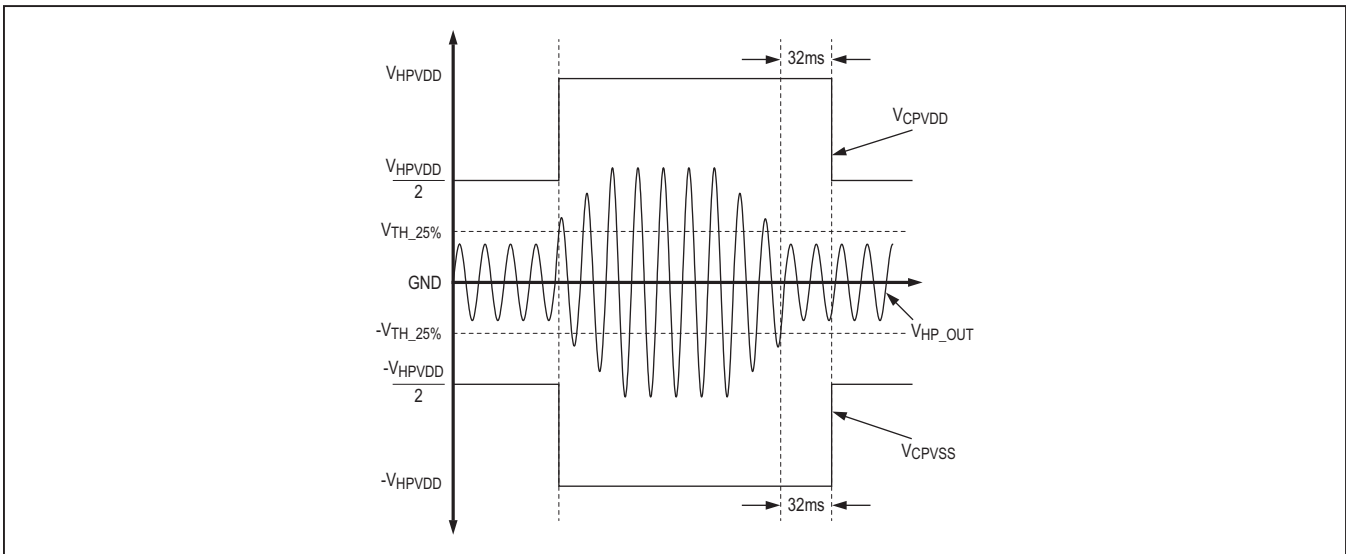 32ms
VHPVDD
VCPVDD
VHPVDD
2
VTH_25%
GND
-VTH_25%
VHP_OUT
-VHPVDD
2
VCPVSS
-VHPVDD
32ms